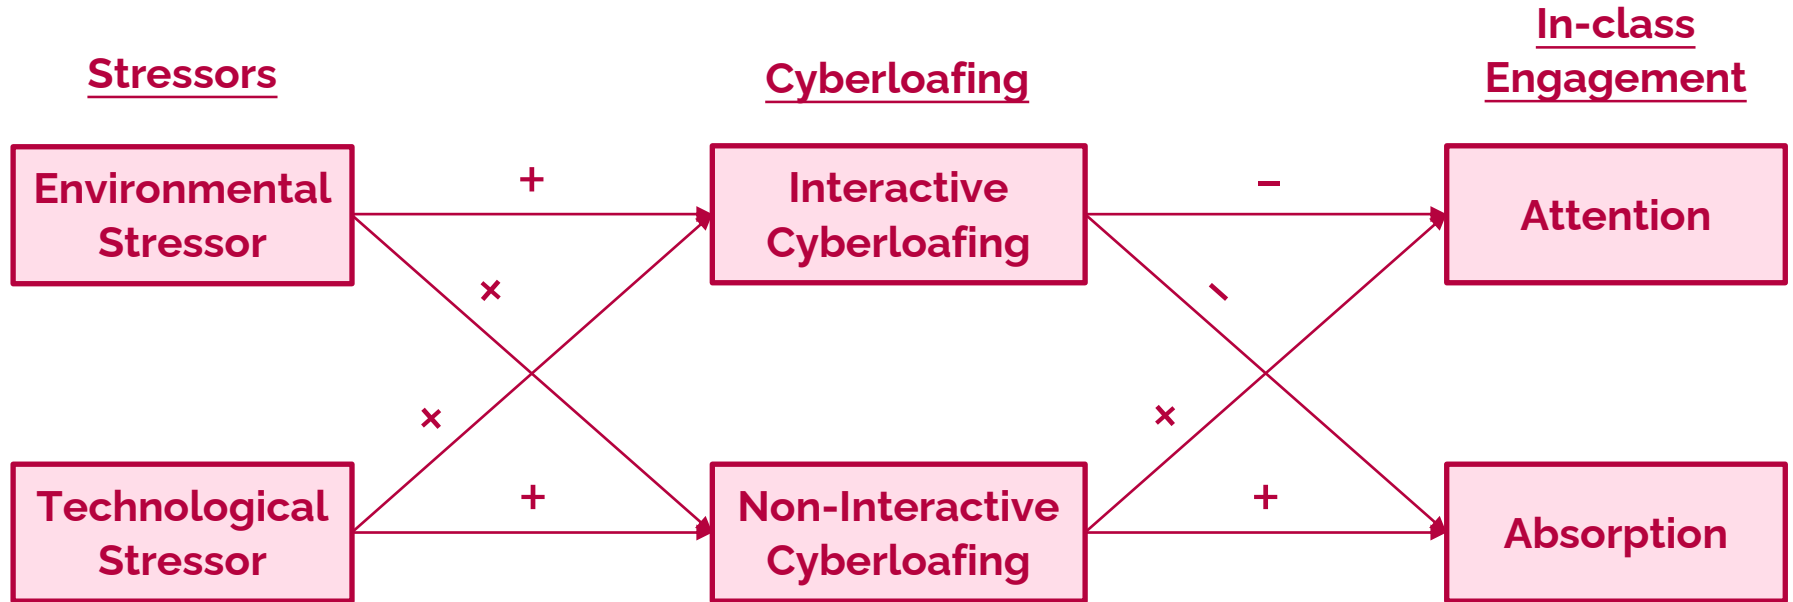 Stressors
Cyberloafing
In-class
Engagement
Environmental
Stressor
+
Interactive
Cyberloafing
–
Attention
+
–
+
+
Technological
Stressor
+
Non-Interactive
Cyberloafing
+
Absorption